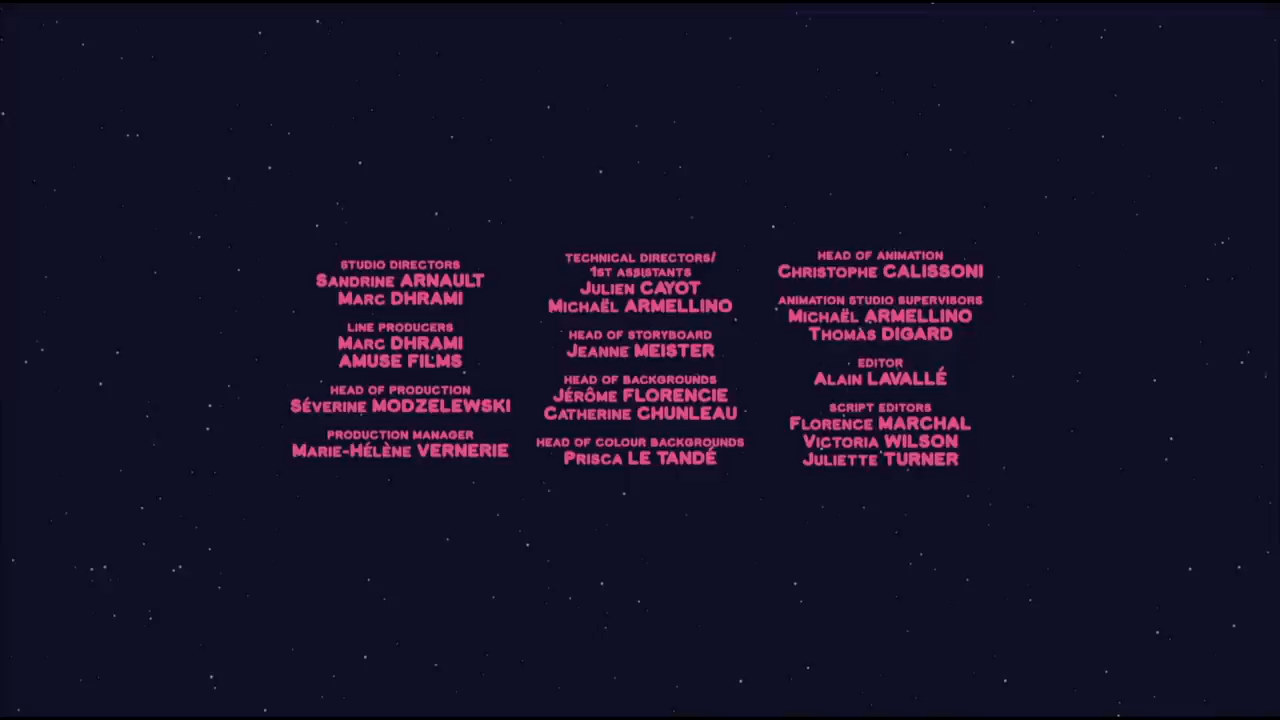 STUDIO DIRECTORS
SANDRINE ARNAULT
MARC DHRAMI
LINE PRODUCERS
MARC DHRAMI
AMUSE FILMS
HEAD OF PRODUCTION
SÉVERINE MODZELEWSKI
PRODUCTION MANAGER
MARIE-HÉLÈNE VERNERIE
TECHNICAL DIRECTORS/
1ST ASSISTANTS
JULIEN CAYOT
MICHAËL ARMELLINO
HEAD OF STORYBOARD
JEANNE MEISTER
HEAD OF BACKGROUNDS
JÉRÔME FLORENCIE
CATHERINE CHUNLEAU
HEAD OF COLOUR BACKGROUNDS
PRISCA LE TANDÉ
HEAD OF ANIMATION
CHRISTOPHE CALISSONI
ANIMATION STUDIO SUPERVISORS
MICHAËL ARMELLINO
THOMAS DIGARD
EDITOR
ALAIN LAVALLÉ
SCRIPT EDITORS
FLORENCE MARCHAL
VICTORIA WILSON
JULIETTE TURNER